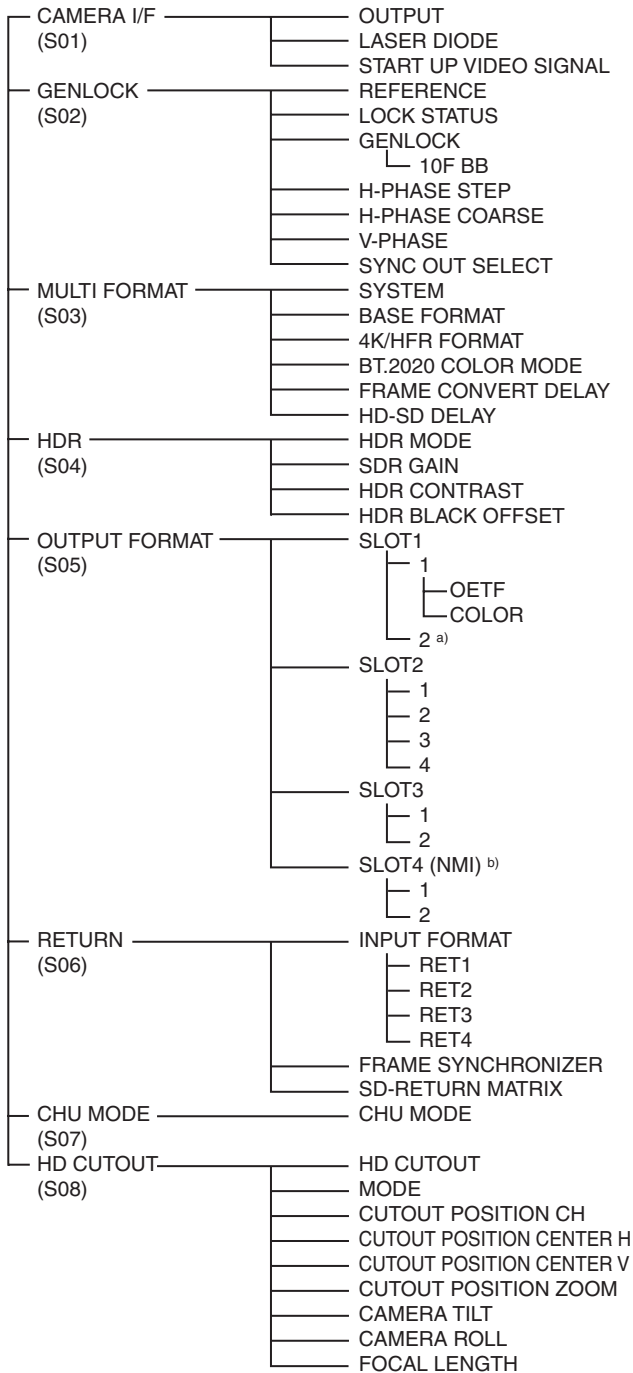 CAMERA I/F
(S01)
OUTPUT
LASER DIODE
START UP VIDEO SIGNAL
GENLOCK
(S02)
REFERENCE
LOCK STATUS
GENLOCK
10F BB
H-PHASE STEP
H-PHASE COARSE
V-PHASE
SYNC OUT SELECT
MULTI FORMAT
(S03)
SYSTEM
BASE FORMAT
4K/HFR FORMAT
BT.2020 COLOR MODE
FRAME CONVERT DELAY
HD-SD DELAY
HDR
(S04)
HDR MODE
SDR GAIN
HDR CONTRAST
HDR BLACK OFFSET
OUTPUT FORMAT
(S05)
SLOT1
1
OETF
COLOR
2 a)
SLOT2
1
2
3
4
SLOT3
1
2
SLOT4 (NMI) b)
1
2
RETURN
(S06)
INPUT FORMAT
RET1
RET2
RET3
RET4
FRAME SYNCHRONIZER
SD-RETURN MATRIX
CHU MODE
(S07)
CHU MODE
HD CUTOUT
(S08)
HD CUTOUT
MODE
CUTOUT POSITION CH
CUTOUT POSITION CENTER H
CUTOUT POSITION CENTER V
CUTOUT POSITION ZOOM
CAMERA TILT
CAMERA ROLL
FOCAL LENGTH